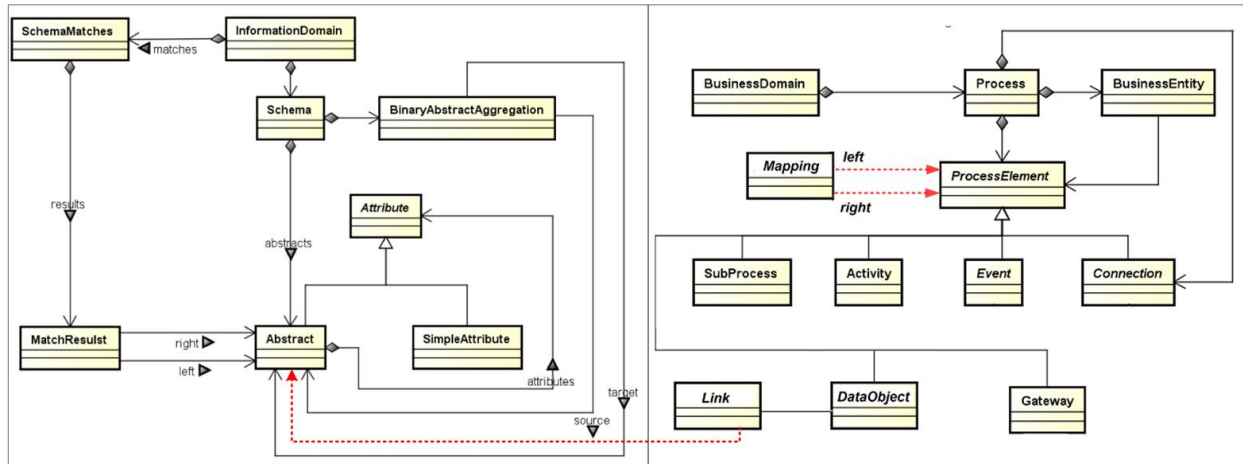 SchemaMatches
InformationDomain
matches
Schema
BinaryAbstractAggregation
Attribute
results
abstracts
MatchResulst
right
left
Abstract
SimpleAttribute
attributes
target
source
BusinessDomain
Process
BusinessEntity
Mapping
left
right
ProcessElement
SubProcess
Activity
Event
Connection
Link
DataObject
Gateway